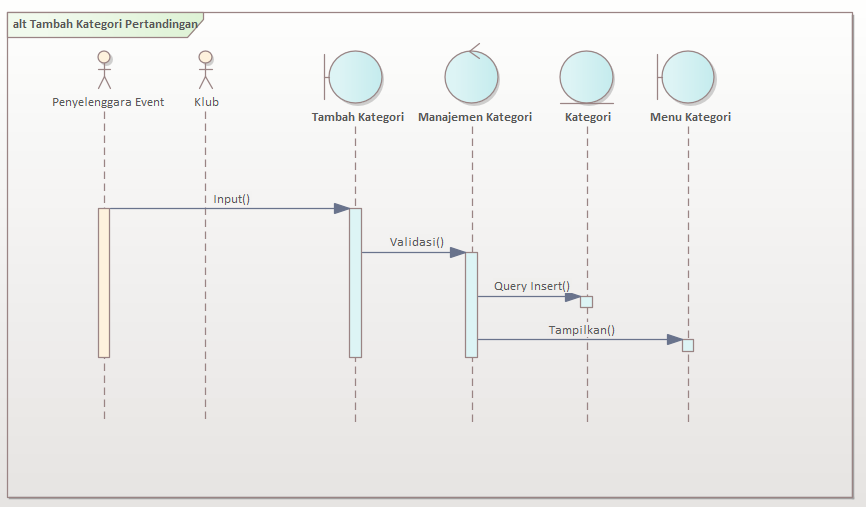 alt Tambah Kategori Pertandingan
Penyelenggara Event
Klub
Tambah Kategori
Manajemen Kategori
Kategori
Menu Kategori
Input()
Validasi()
Query Insert()
Tampilkan()